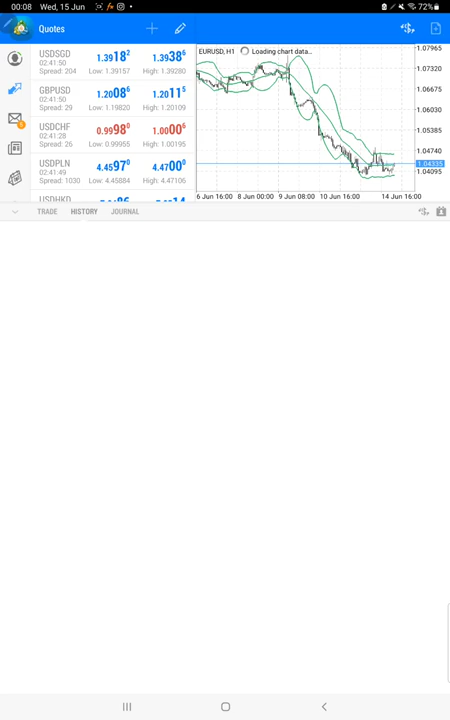 00:08 Wed, 15 Jun 72%
Quotes
USDSGD 1.39182 1.39386
02:41:50
Spread: 204 Low: 1.39157 High: 1.39280
GBPUSD 1.20086 1.20115
02:41:50
Spread: 29 Low: 1.19820 High: 1.20109
USDCHF 0.99980 1.00006
02:41:28
Spread: 26 Low: 0.99955 High: 1.00195
USDPLN 4.45970 4.47000
02:41:49
Spread: 1030 Low: 4.45884 High: 4.47106
USDHKD
EURUSD, H1 Loading chart data...
1.07965
1.07320
1.06675
1.06030
1.05385
1.04740
1.04335
1.04095
6 Jun 16:00 8 Jun 00:00 9 Jun 08:00 10 Jun 16:00 14 Jun 16:00
TRADE HISTORY JOURNAL